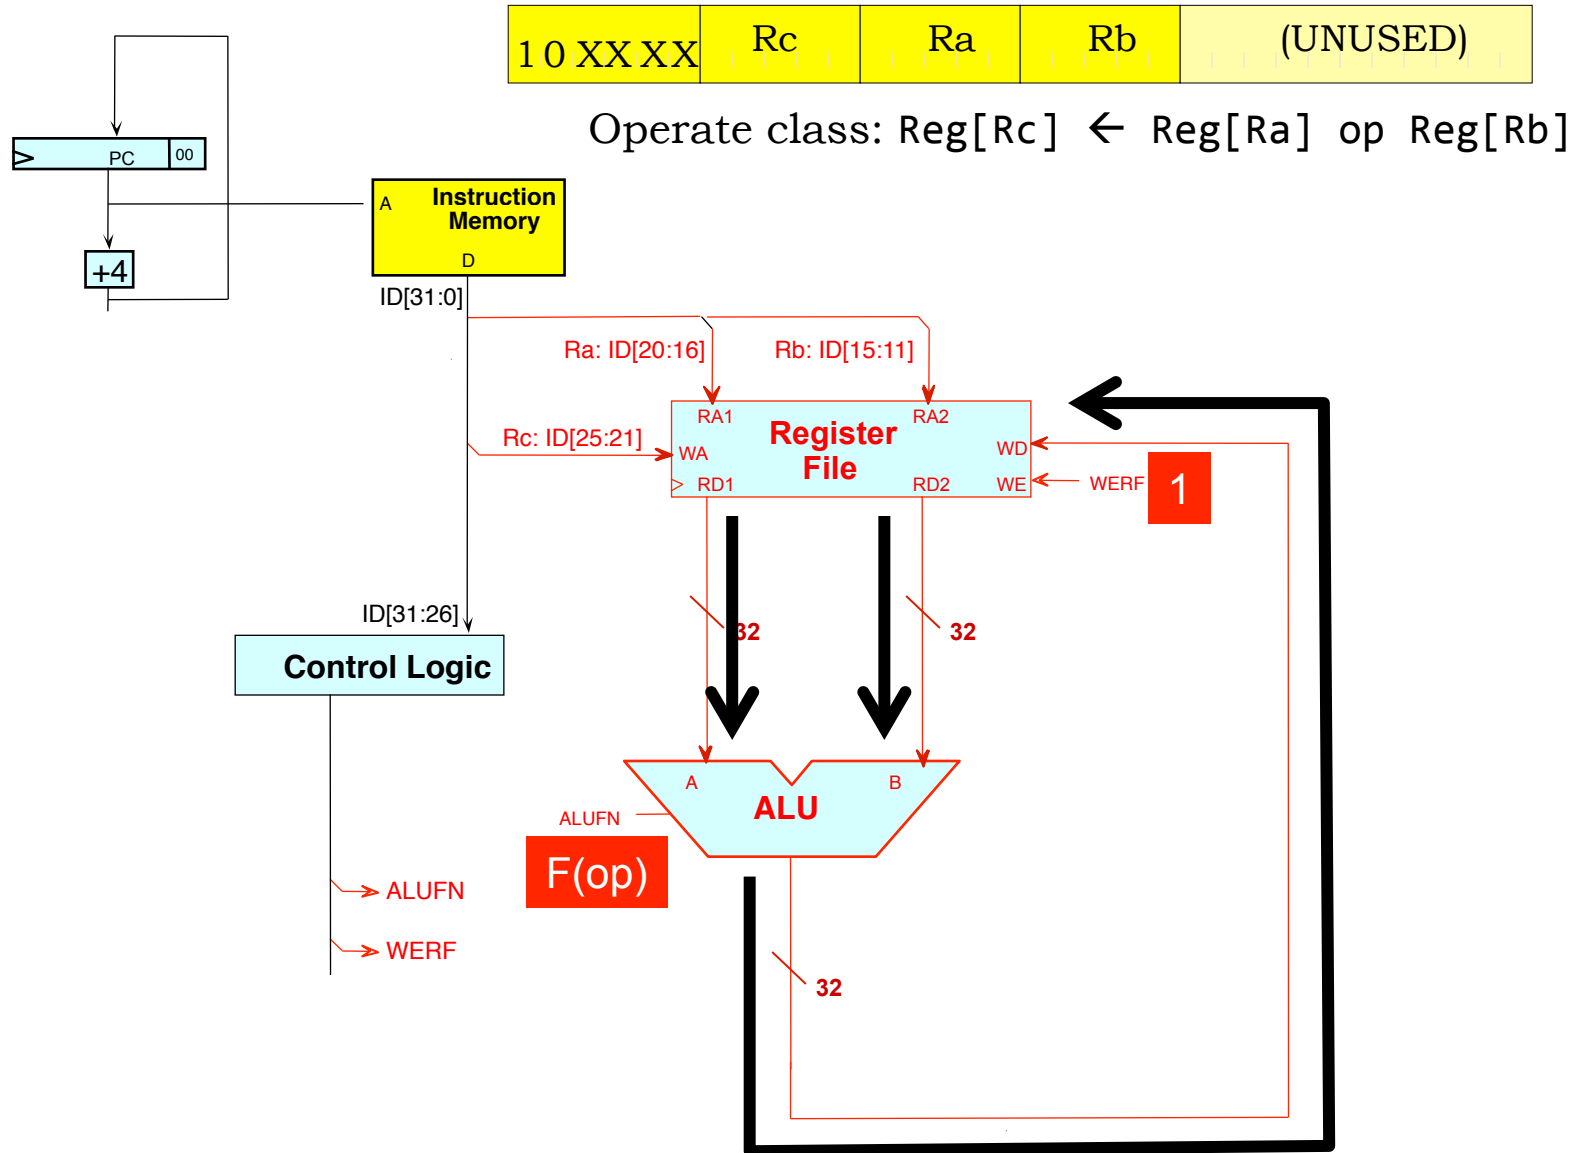 10 XX XX Rc Ra Rb (UNUSED)
Operate class: Reg[Rc] ← Reg[Ra] op Reg[Rb]
PC 00
A Instruction
Memory
D
+4
ID[31:0]
Ra: ID[20:16] Rb: ID[15:11]
RA1 RA2
Register
File
Rc: ID[25:21]
WA WD
RD1 RD2 WE WERF 1
ID[31:26]
32 32
Control Logic
A B
ALU
ALUFN
F(op)
ALUFN
WERF
32